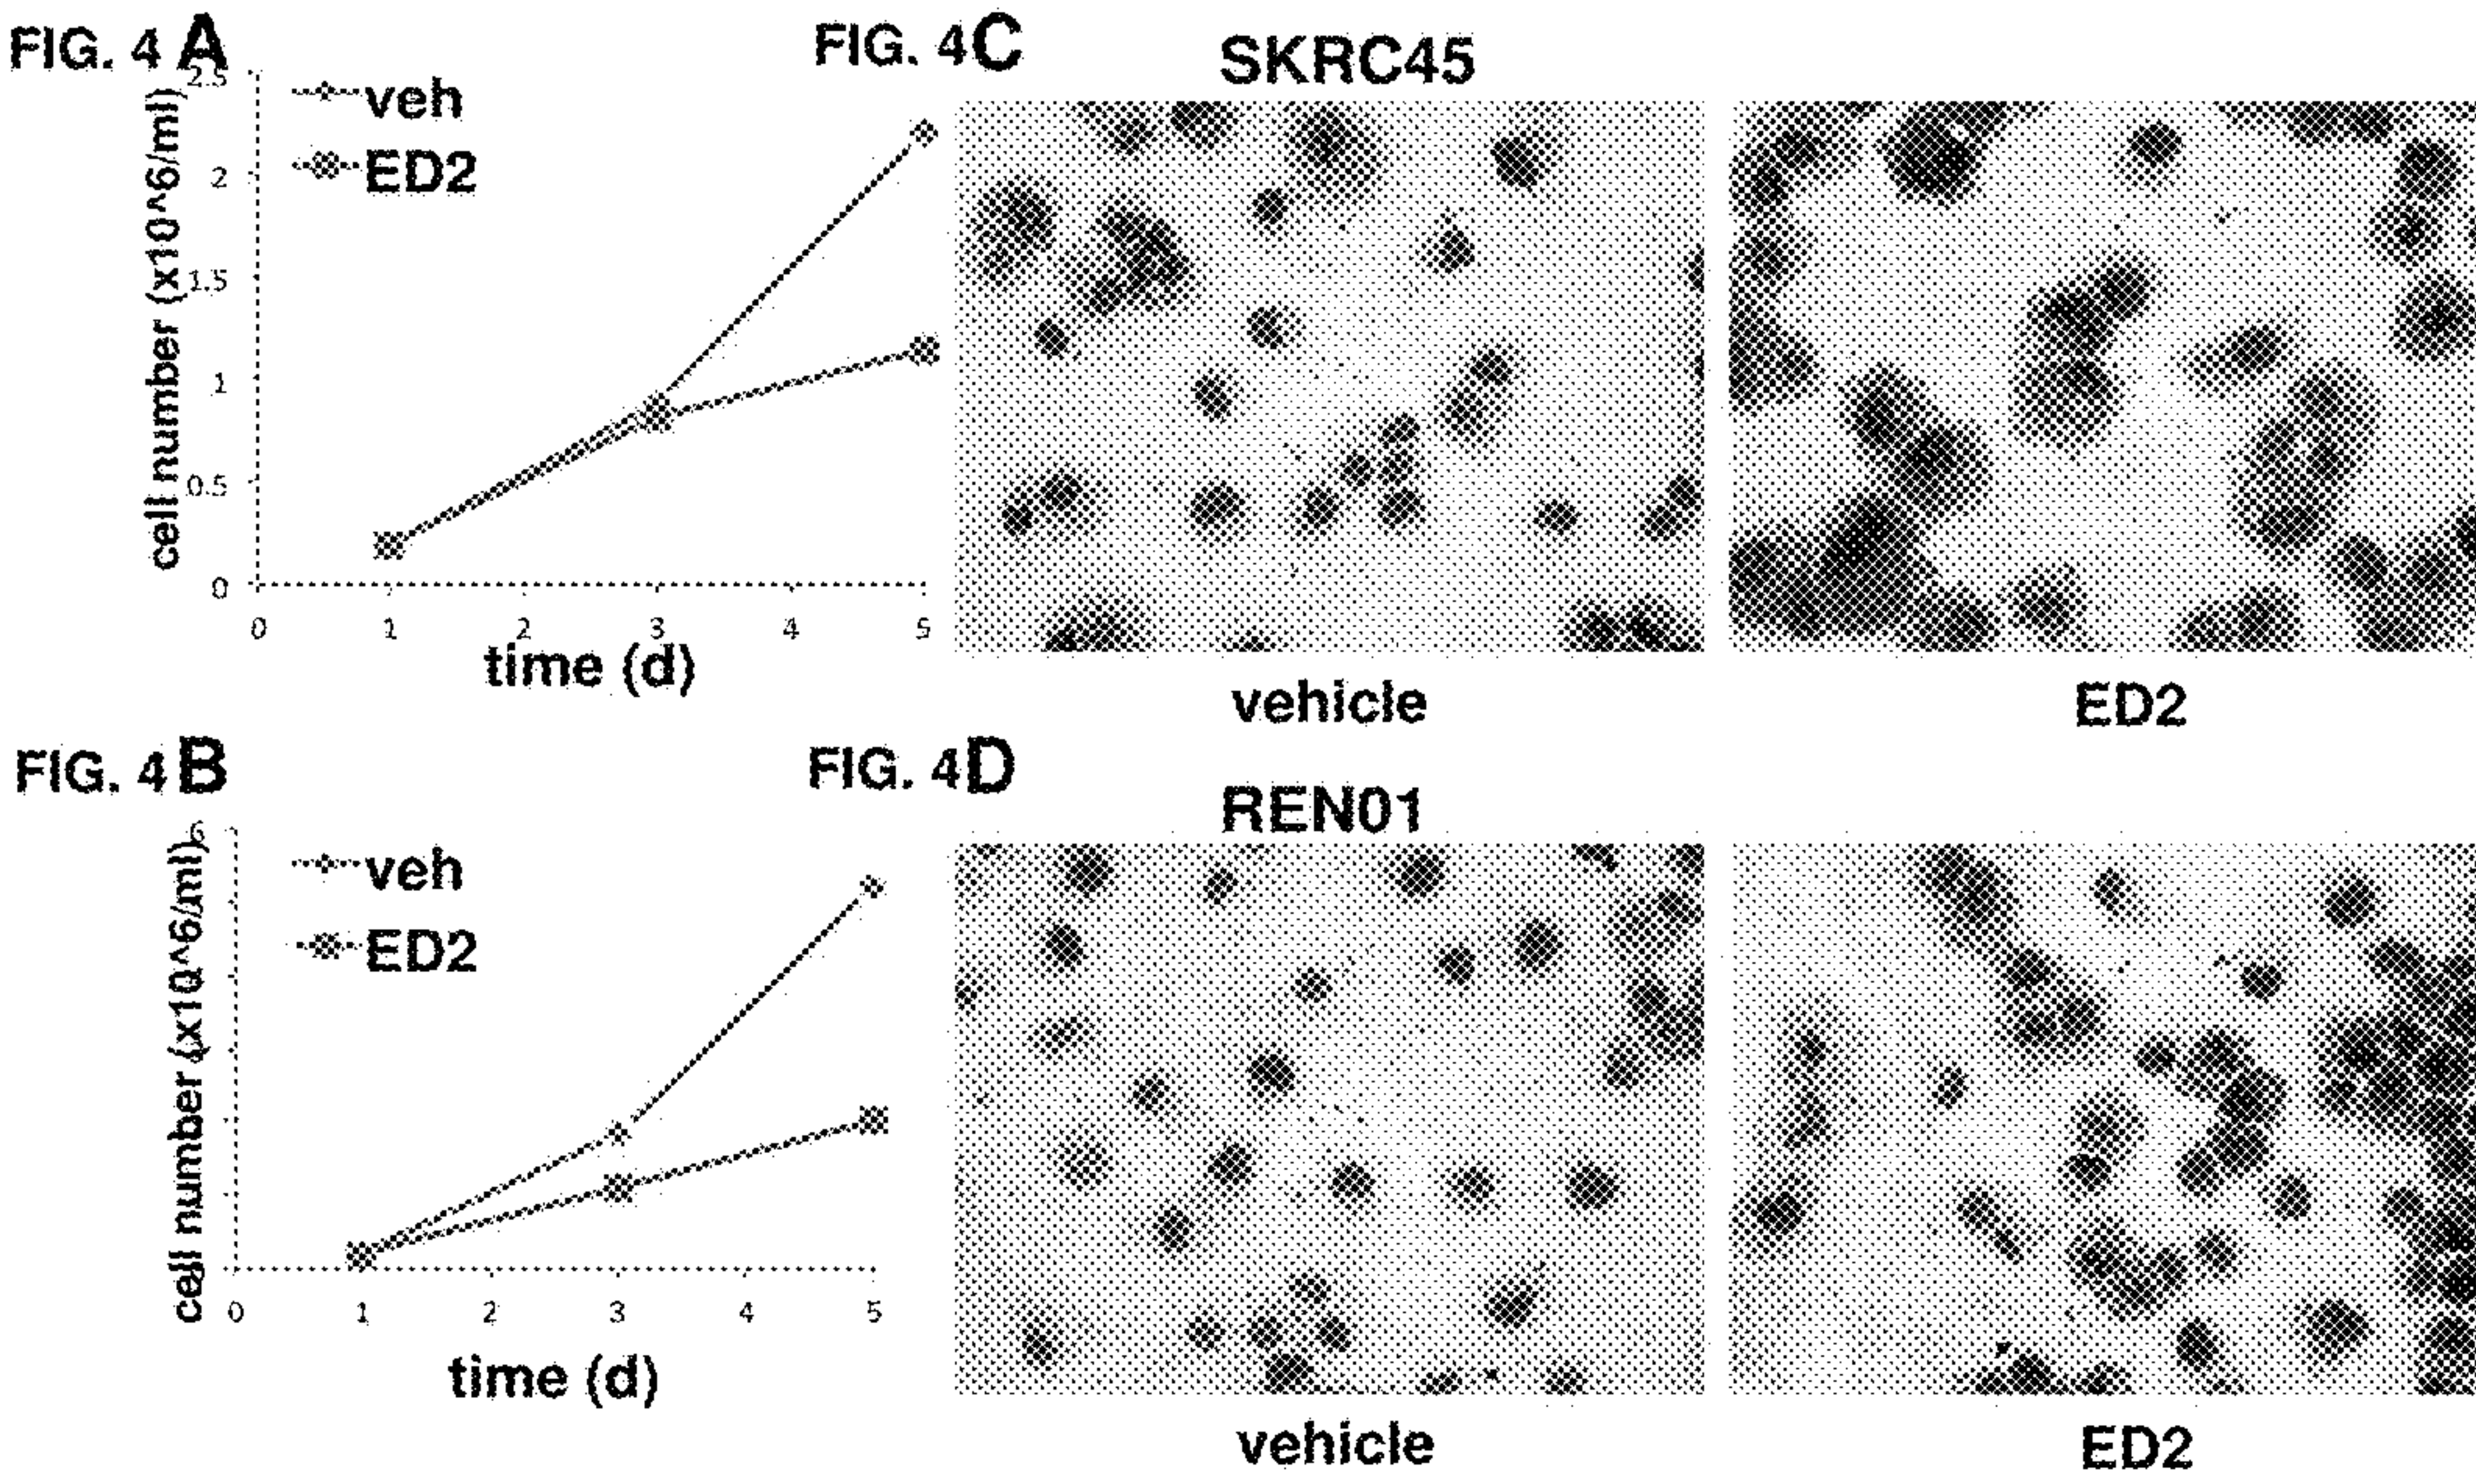 FIG. 4 A
2.5
2
1.5
1
0.5
0
cell number (x10^6/ml)
veh
ED2
0 1 2 3 4 5
time (d)
FIG. 4C
SKRC45
vehicle
ED2
FIG. 4 B
6
cell number (x10^6/ml)
veh
ED2
0 1 2 3 4 5
time (d)
FIG. 4D
REN01
vehicle
ED2